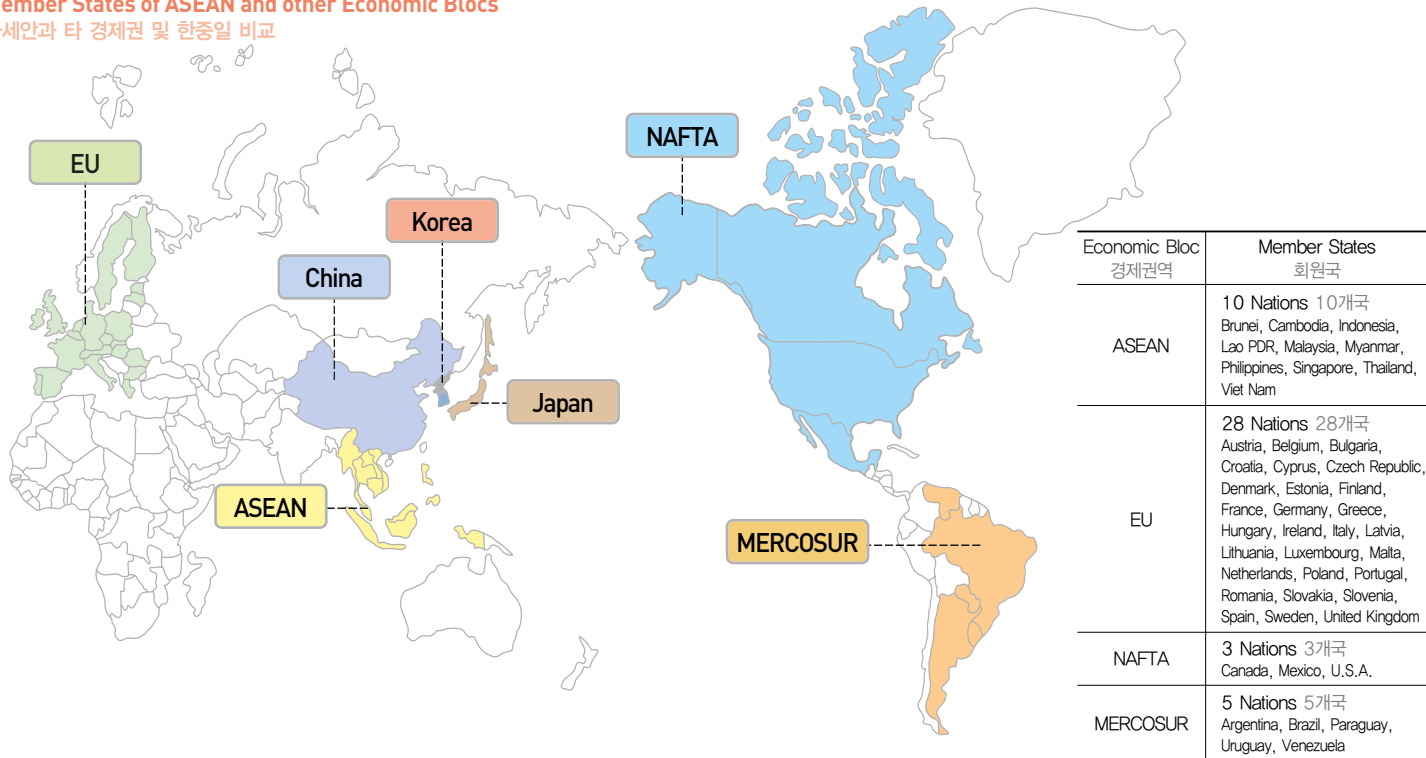 ember States of ASEAN and other Economic Blocs
세안과 타 경제권 및 한중일 비교
EU
NAFTA
Korea
China
Japan
ASEAN
MERCOSUR
Economic Bloc
경제권역
Member States
회원국
ASEAN
10 Nations 10개국
Brunei, Cambodia, Indonesia,
Lao PDR, Malaysia, Myanmar,
Philippines, Singapore, Thailand,
Viet Nam
EU
28 Nations 28개국
Austria, Belgium, Bulgaria,
Croatia, Cyprus, Czech Republic,
Denmark, Estonia, Finland,
France, Germany, Greece,
Hungary, Ireland, Italy, Latvia,
Lithuania, Luxembourg, Malta,
Netherlands, Poland, Portugal,
Romania, Slovakia, Slovenia,
Spain, Sweden, United Kingdom
NAFTA
3 Nations 3개국
Canada, Mexico, U.S.A.
MERCOSUR
5 Nations 5개국
Argentina, Brazil, Paraguay,
Uruguay, Venezuela